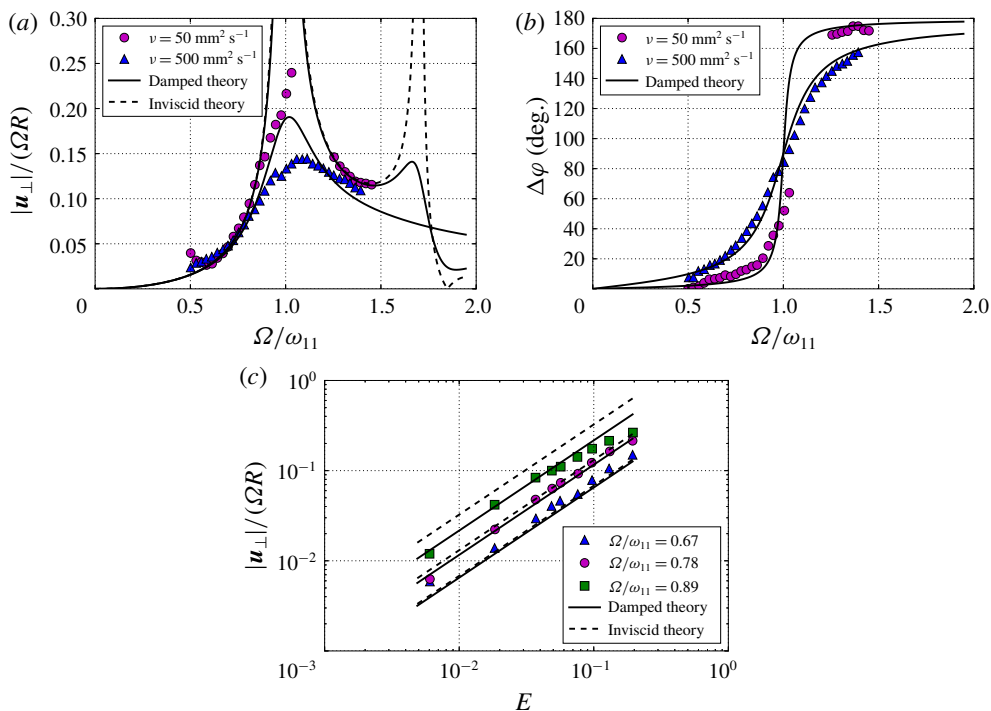 (a)
0.30
0.25
0.20
0.15
0.10
0.05
|u⊥|/(ΩR)
ν = 50 mm² s⁻¹
ν = 500 mm² s⁻¹
Damped theory
Inviscid theory
0 0.5 1.0 1.5 2.0
Ω/ω₁₁
(b)
180
160
140
120
100
80
60
40
20
Δφ (deg.)
ν = 50 mm² s⁻¹
ν = 500 mm² s⁻¹
Damped theory
0 0.5 1.0 1.5 2.0
Ω/ω₁₁
(c)
10⁰
10⁻¹
10⁻²
10⁻³
|u⊥|/(ΩR)
Ω/ω₁₁ = 0.67
Ω/ω₁₁ = 0.78
Ω/ω₁₁ = 0.89
Damped theory
Inviscid theory
10⁻² 10⁻¹ 10⁰
E